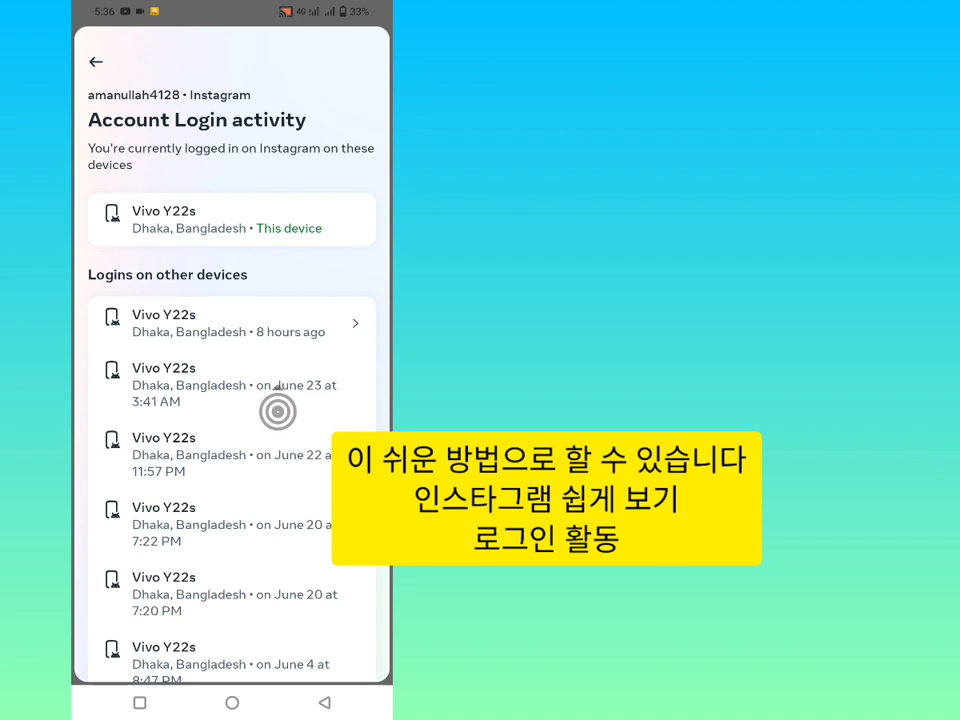 5:36 4G 33%
amanullah4128 • Instagram
Account Login activity
You're currently logged in on Instagram on these
devices
Vivo Y22s
Dhaka, Bangladesh • This device
Logins on other devices
Vivo Y22s
Dhaka, Bangladesh • 8 hours ago
Vivo Y22s
Dhaka, Bangladesh • on June 23 at
3:41 AM
Vivo Y22s
Dhaka, Bangladesh • on June 22 a
11:57 PM
Vivo Y22s
Dhaka, Bangladesh • on June 20 a
7:22 PM
Vivo Y22s
Dhaka, Bangladesh • on June 20 at
7:20 PM
Vivo Y22s
Dhaka, Bangladesh • on June 4 at
8:47 PM
이 쉬운 방법으로 할 수 있습니다
인스타그램 쉽게 보기
로그인 활동